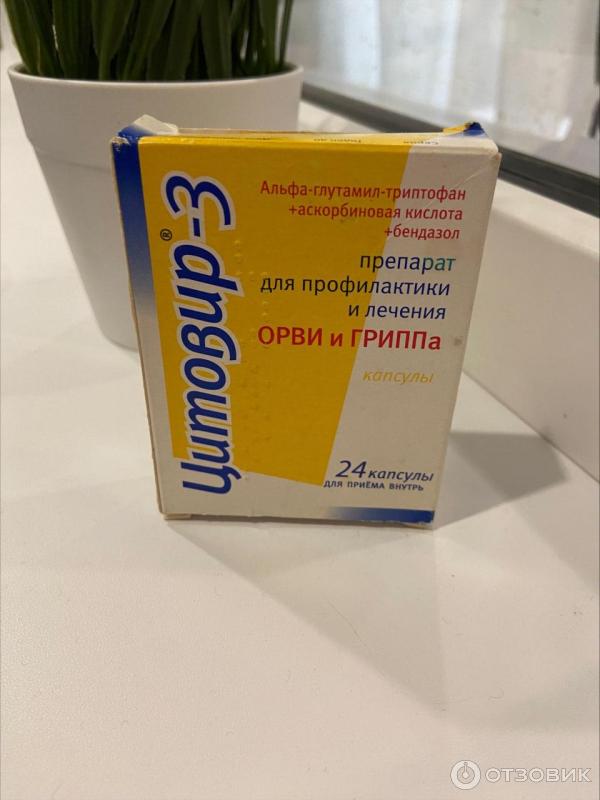 Цитовир-3
®
Альфа-глутамил-триптофан
+аскорбиновая кислота
+бендазол
препарат
для профилактики
и лечения
ОРВИ и ГРИППа
капсулы
24 капсулы
ДЛЯ ПРИЁМА ВНУТРЬ
ОТЗОВИК